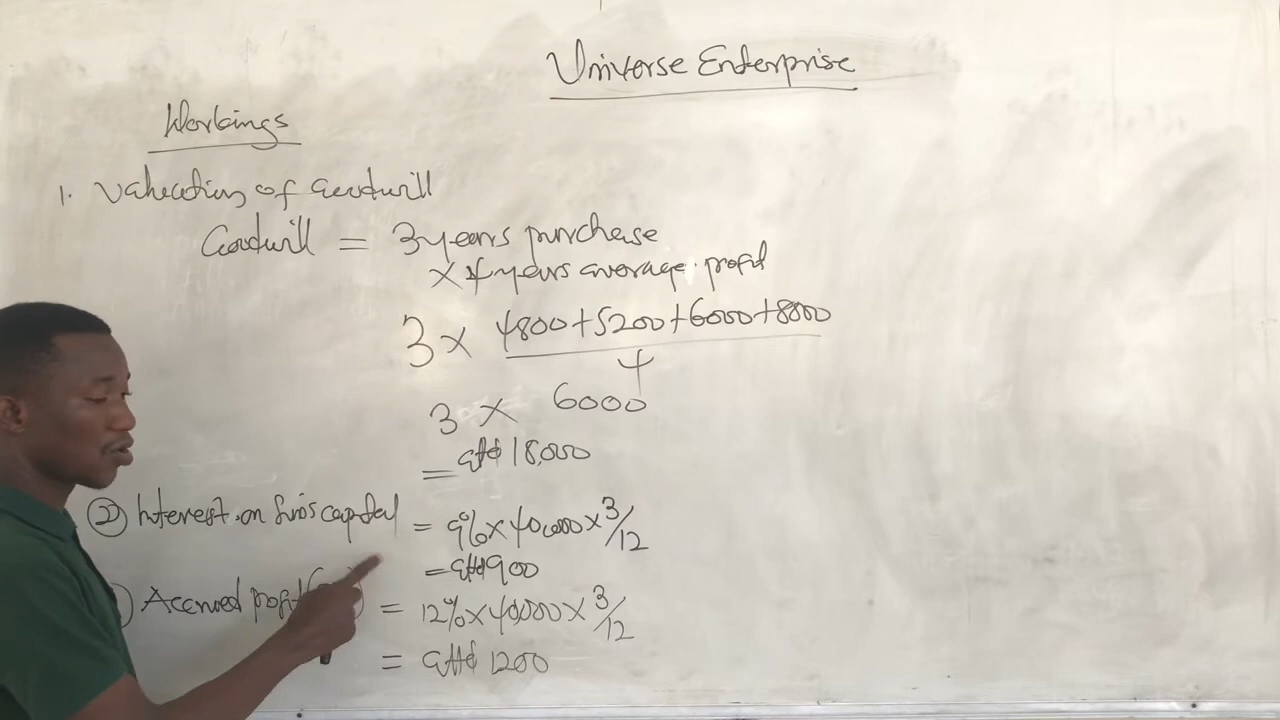 Universe Enterprise
Workings
1. Valuation of Goodwill
Goodwill = 3 years purchase
× 4 years average profit
3 × 4800+5200+6000+8000
4
3 × 6000
= GH¢ 18,000
② Interest on capital = 9% × 40,000 × 3/12
= GH¢ 900
Accrued profit = 12% × 40,000 × 3/12
= GH¢ 1200